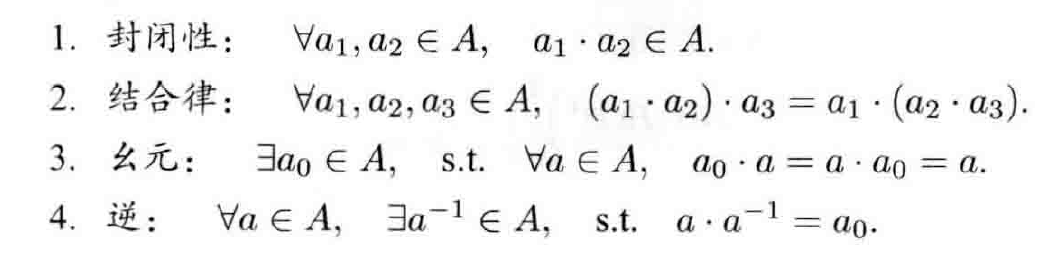 1. 封闭性： ∀a₁, a₂ ∈ A, a₁ · a₂ ∈ A.
2. 结合律： ∀a₁, a₂, a₃ ∈ A, (a₁ · a₂) · a₃ = a₁ · (a₂ · a₃).
3. 幺元： ∃a₀ ∈ A, s.t. ∀a ∈ A, a₀ · a = a · a₀ = a.
4. 逆： ∀a ∈ A, ∃a⁻¹ ∈ A, s.t. a · a⁻¹ = a₀.